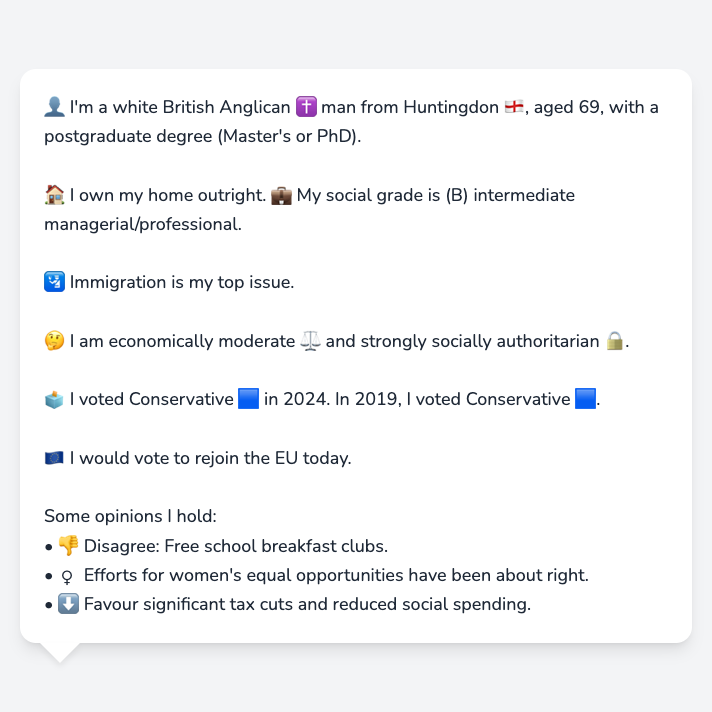 👤 I'm a white British Anglican ✝️ man from Huntingdon 🏴󠁧󠁢󠁥󠁮󠁧󠁿, aged 69, with a
postgraduate degree (Master's or PhD).
🏠 I own my home outright. 💼 My social grade is (B) intermediate
managerial/professional.
🛂 Immigration is my top issue.
🤔 I am economically moderate ⚖️ and strongly socially authoritarian 🔒.
🗳️ I voted Conservative 🟦 in 2024. In 2019, I voted Conservative 🟦.
🇪🇺 I would vote to rejoin the EU today.
Some opinions I hold:
• 👎 Disagree: Free school breakfast clubs.
• ♀ Efforts for women's equal opportunities have been about right.
• ⬇️ Favour significant tax cuts and reduced social spending.